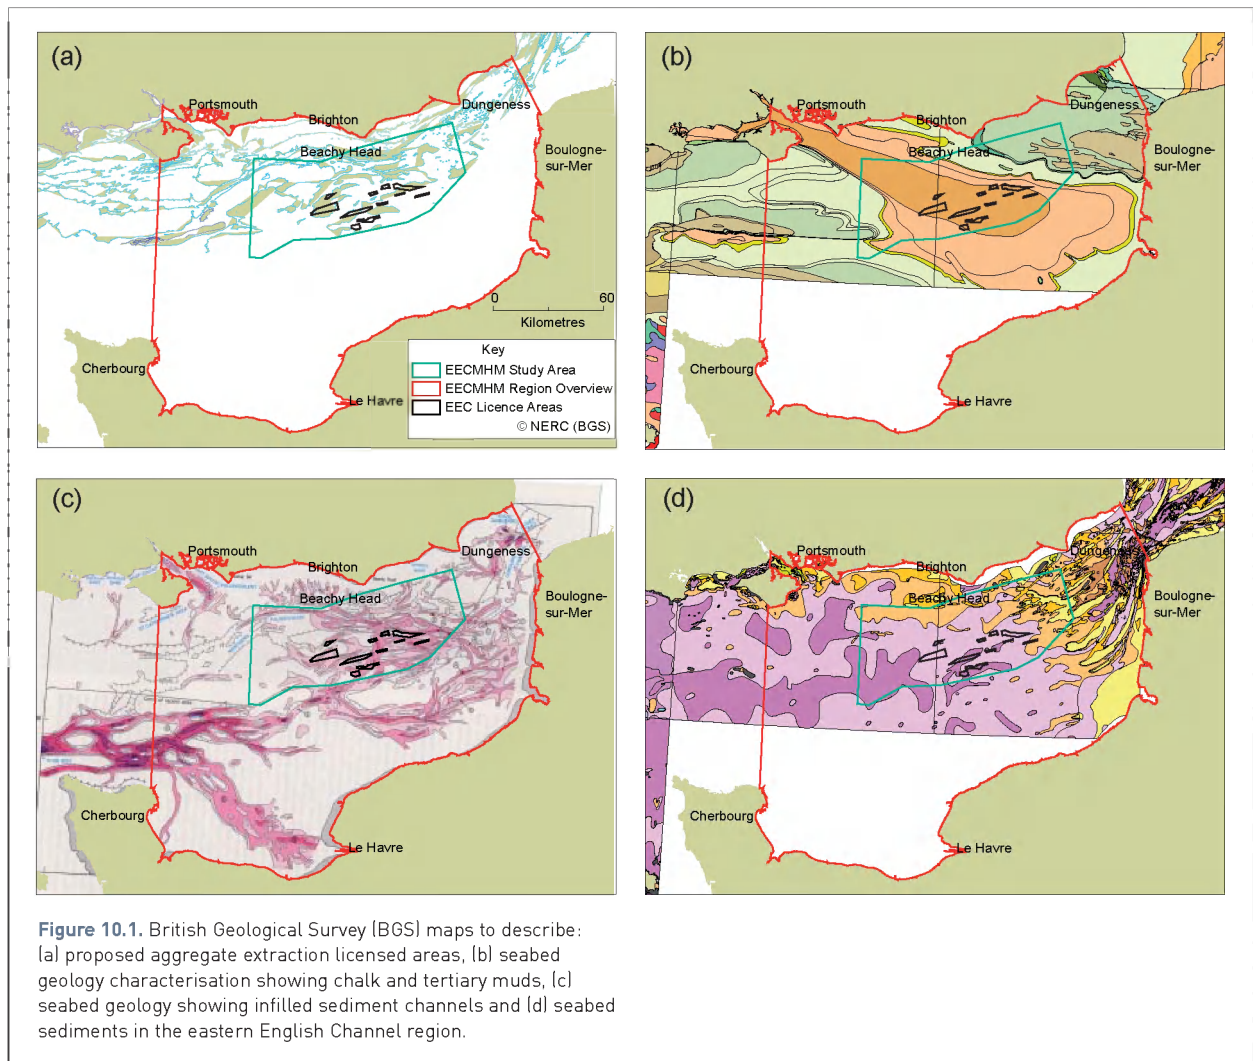 (a)
Portsmouth
Brighton
Dungeness
Beachy Head
Boulogne-
sur-Mer
0 60
Kilometres
Key
EECMHM Study Area
EECMHM Region Overview
EEC Licence Areas
© NERC (BGS)
Cherbourg
Le Havre
(b)
Portsmouth
Brighton
Dungeness
Beachy Head
Boulogne-
sur-Mer
Cherbourg
Le Havre
(c)
Portsmouth
Brighton
Dungeness
Beachy Head
Boulogne-
sur-Mer
Cherbourg
Le Havre
(d)
Portsmouth
Brighton
Dungeness
Beachy Head
Boulogne-
sur-Mer
Cherbourg
Le Havre
Figure 10.1. British Geological Survey (BGS) maps to describe:
(a) proposed aggregate extraction licensed areas, (b) seabed
geology characterisation showing chalk and tertiary muds, (c)
seabed geology showing infilled sediment channels and (d) seabed
sediments in the eastern English Channel region.